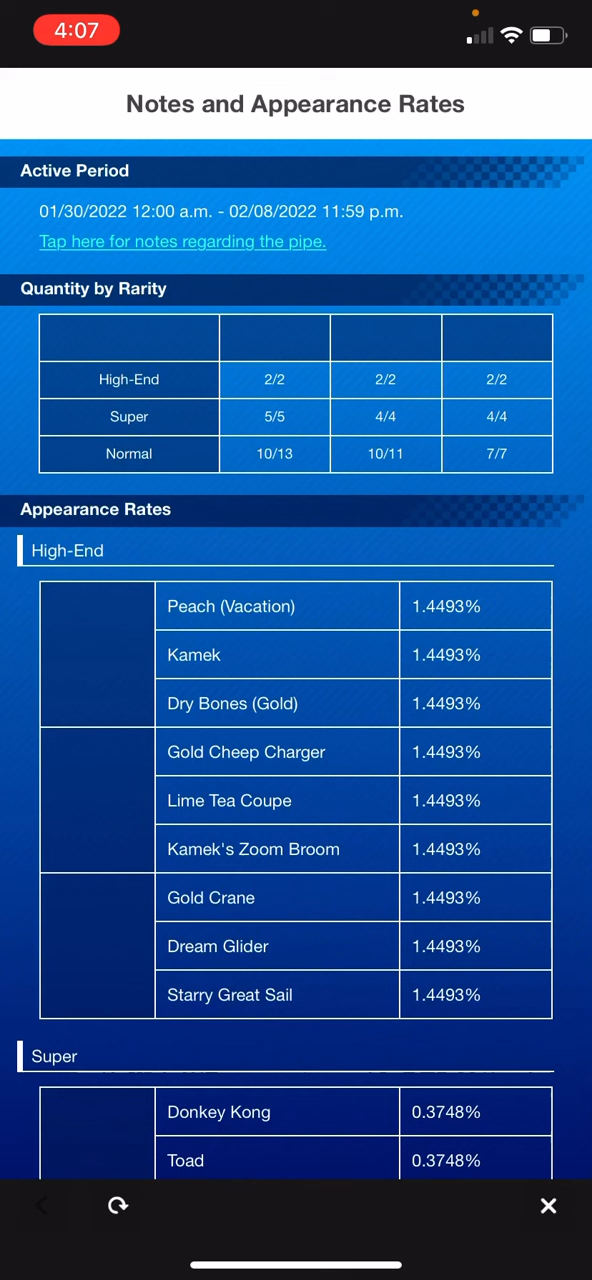 4:07
Notes and Appearance Rates
Active Period
01/30/2022 12:00 a.m. - 02/08/2022 11:59 p.m.
Tap here for notes regarding the pipe.
Quantity by Rarity
High-End 2/2 2/2 2/2
Super 5/5 4/4 4/4
Normal 10/13 10/11 7/7
Appearance Rates
High-End
Peach (Vacation) 1.4493%
Kamek 1.4493%
Dry Bones (Gold) 1.4493%
Gold Cheep Charger 1.4493%
Lime Tea Coupe 1.4493%
Kamek's Zoom Broom 1.4493%
Gold Crane 1.4493%
Dream Glider 1.4493%
Starry Great Sail 1.4493%
Super
Donkey Kong 0.3748%
Toad 0.3748%